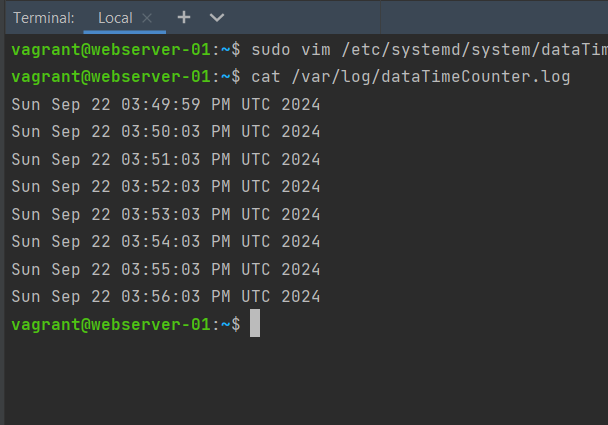 Terminal: Local
vagrant@webserver-01:~$ sudo vim /etc/systemd/system/dataTim
vagrant@webserver-01:~$ cat /var/log/dataTimeCounter.log
Sun Sep 22 03:49:59 PM UTC 2024
Sun Sep 22 03:50:03 PM UTC 2024
Sun Sep 22 03:51:03 PM UTC 2024
Sun Sep 22 03:52:03 PM UTC 2024
Sun Sep 22 03:53:03 PM UTC 2024
Sun Sep 22 03:54:03 PM UTC 2024
Sun Sep 22 03:55:03 PM UTC 2024
Sun Sep 22 03:56:03 PM UTC 2024
vagrant@webserver-01:~$